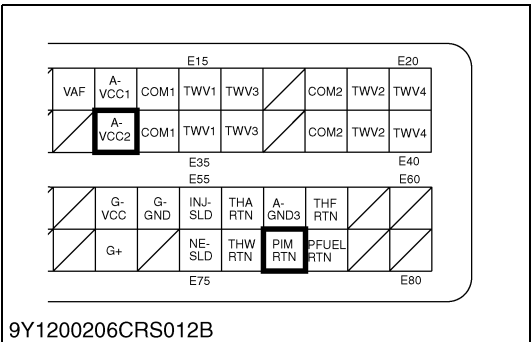 E15 E20
VAF A-VCC1 COM1 TWV1 TWV3 COM2 TWV2 TWV4
A-VCC2 COM1 TWV1 TWV3 COM2 TWV2 TWV4
E35 E40
E55 E60
G-VCC G-GND INJ-SLD THA RTN A-GND3 THF RTN
G+ NE-SLD THW RTN PIM RTN PFUEL RTN
E75 E80
9Y1200206CRS012B